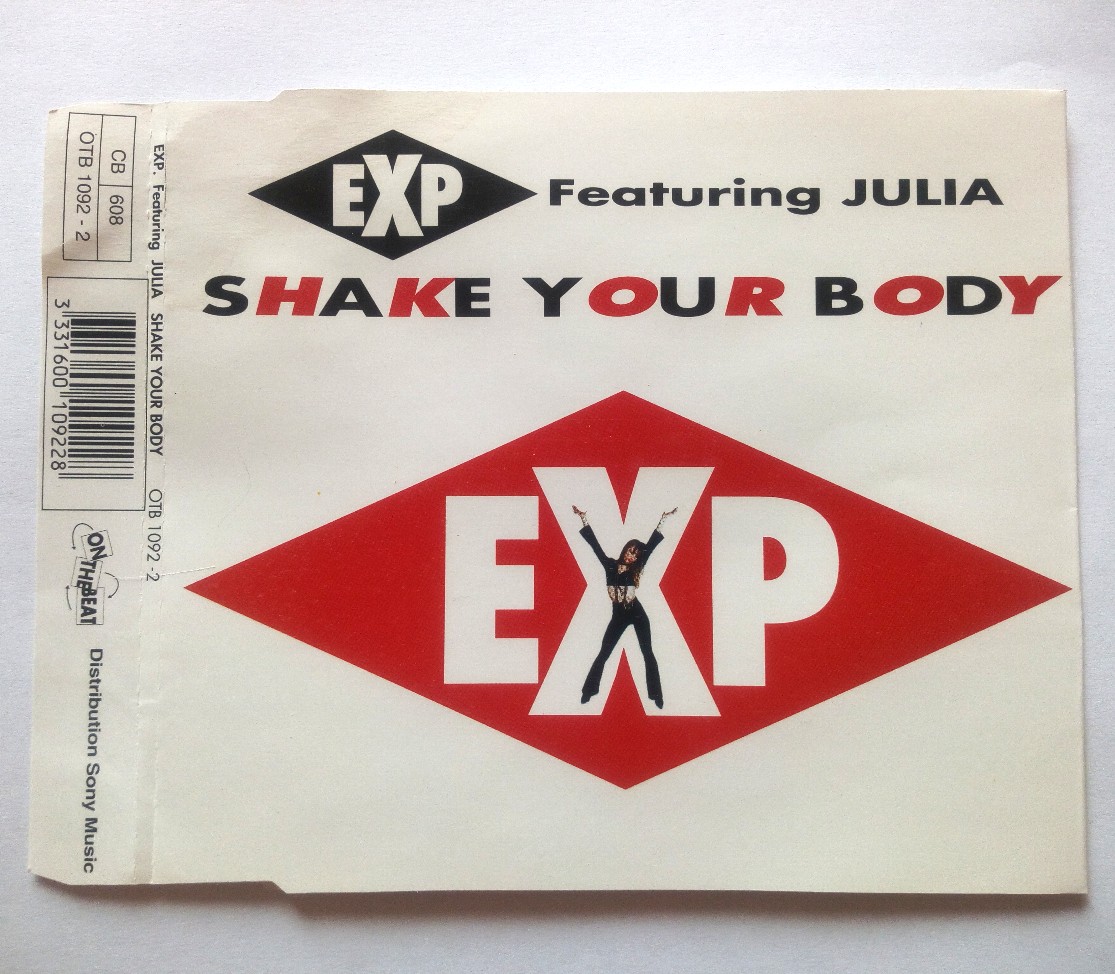 EXP Featuring JULIA
SHAKE YOUR BODY
EXP
CB 608
OTB 1092 - 2
EXP. Featuring JULIA SHAKE YOUR BODY OTB 1092 -2
3 331600 109228
ON
THE
BEAT
Distribution Sony Music